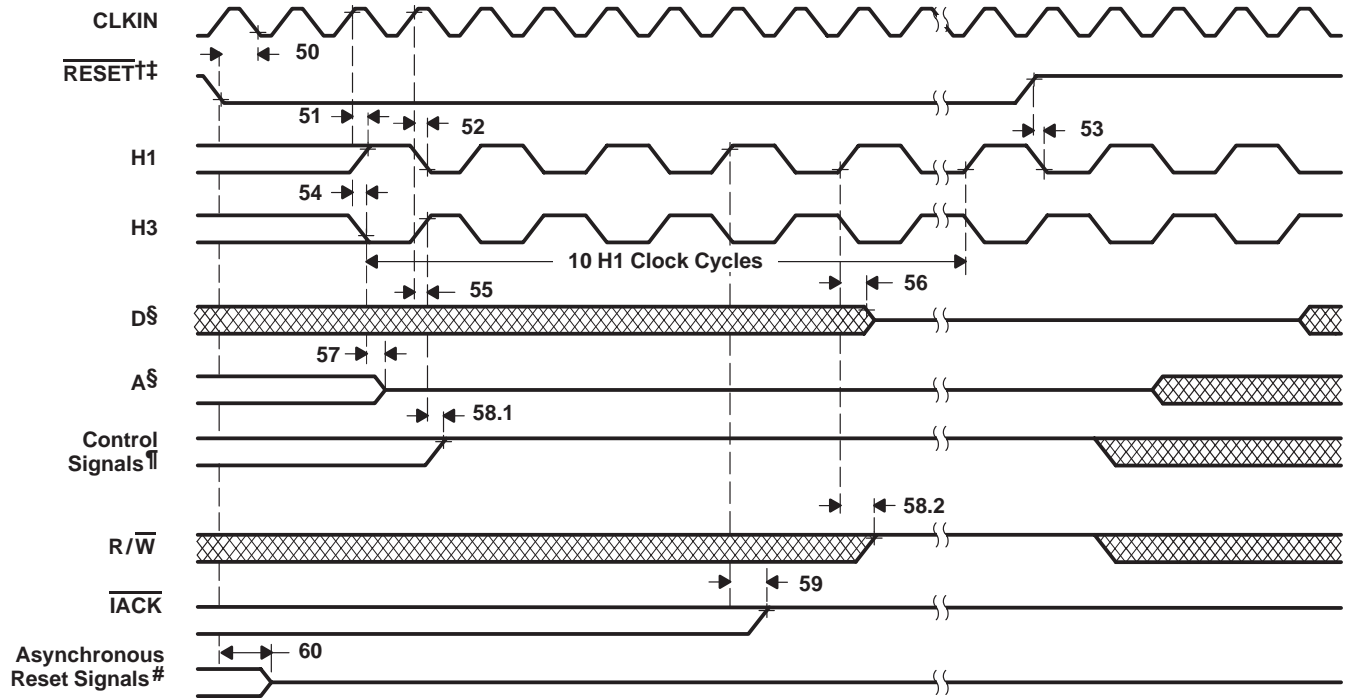 CLKIN
50
RESET†‡
51
52
53
H1
54
H3
10 H1 Clock Cycles
55
56
D§
57
A§
58.1
Control
Signals¶
58.2
R/W
59
IACK
60
Asynchronous
Reset Signals#